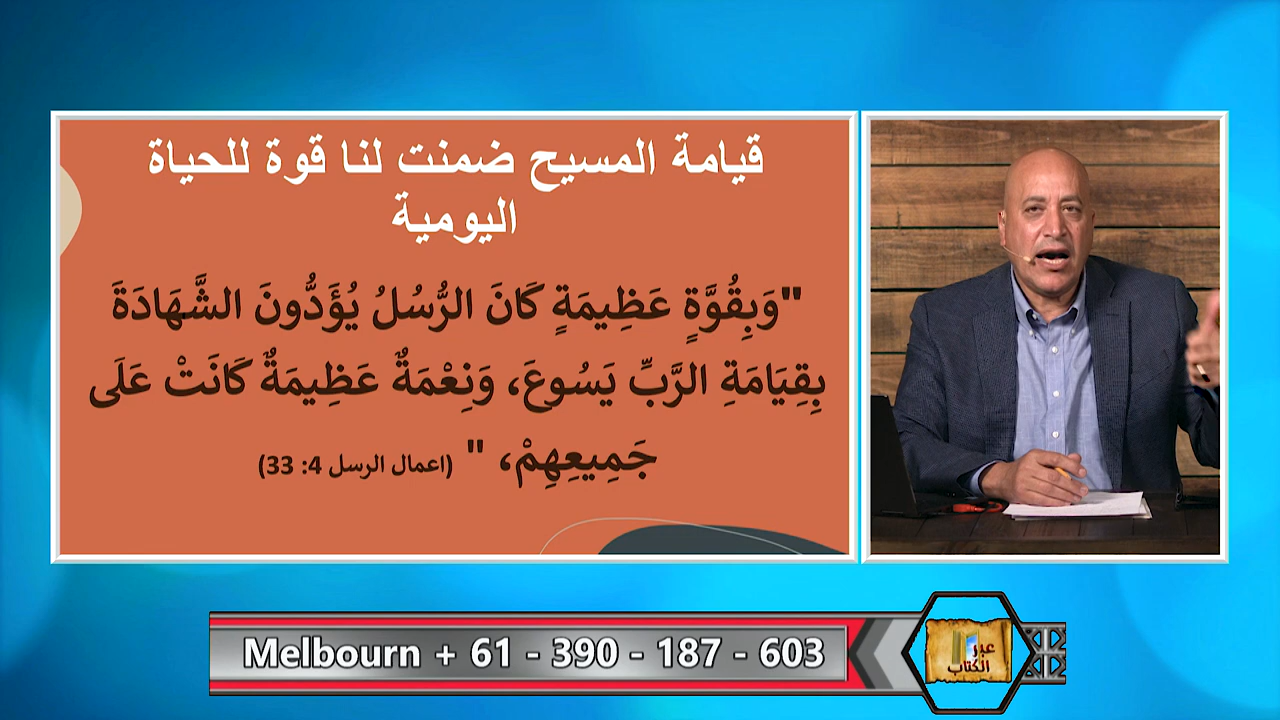 قيامة المسيح ضمنت لنا قوة للحياة
اليومية
"وَبِقُوَّةٍ عَظِيمَةٍ كَانَ الرُّسُلُ يُؤَدُّونَ الشَّهَادَةَ
بِقِيَامَةِ الرَّبِّ يَسُوعَ، وَنِعْمَةٌ عَظِيمَةٌ كَانَتْ عَلَى
جَمِيعِهِمْ، " (اعمال الرسل 4: 33)
Melbourn + 61 - 390 - 187 - 603
عبر
الكتاب